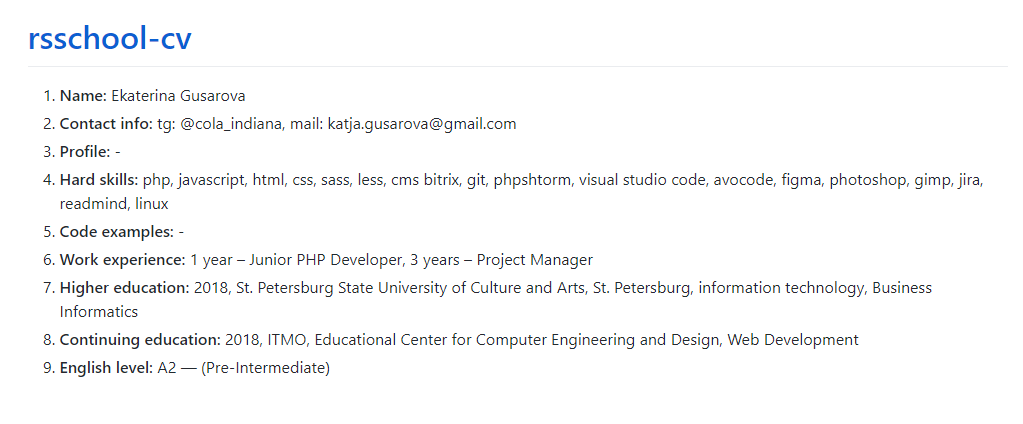 rsschool-cv
1. Name: Ekaterina Gusarova
2. Contact info: tg: @cola_indiana, mail: katja.gusarova@gmail.com
3. Profile: -
4. Hard skills: php, javascript, html, css, sass, less, cms bitrix, git, phpshtorm, visual studio code, avocode, figma, photoshop, gimp, jira,
readmind, linux
5. Code examples: -
6. Work experience: 1 year – Junior PHP Developer, 3 years – Project Manager
7. Higher education: 2018, St. Petersburg State University of Culture and Arts, St. Petersburg, information technology, Business
Informatics
8. Continuing education: 2018, ITMO, Educational Center for Computer Engineering and Design, Web Development
9. English level: A2 — (Pre-Intermediate)